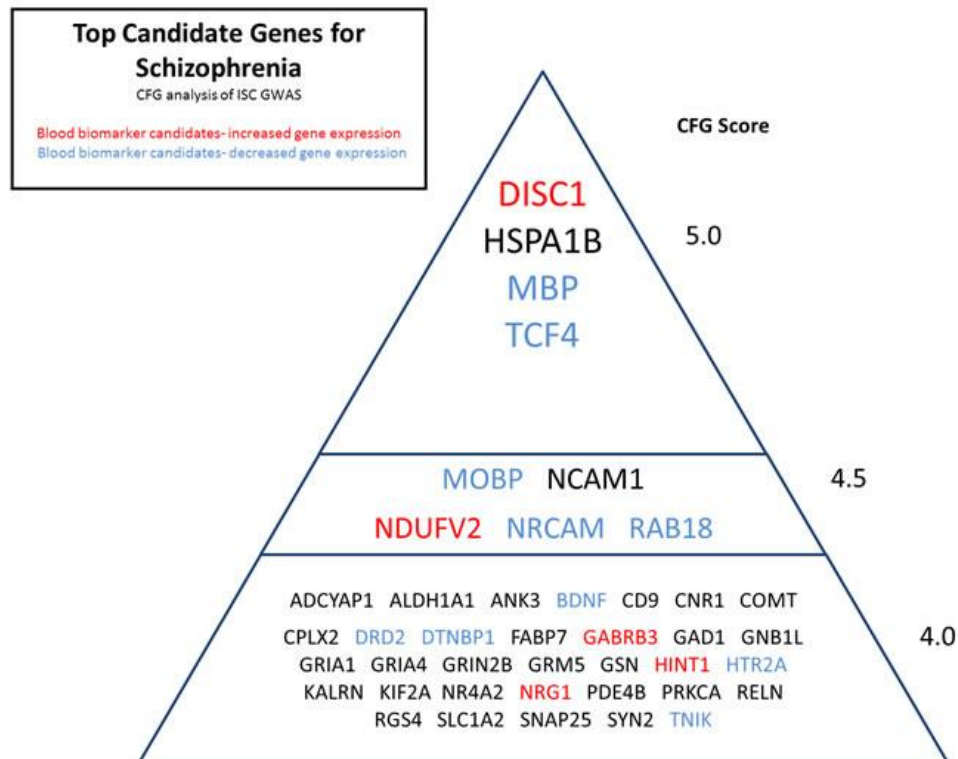 Top Candidate Genes for
Schizophrenia
CFG analysis of ISC GWAS
Blood biomarker candidates- increased gene expression
Blood biomarker candidates- decreased gene expression
CFG Score
DISC1
HSPA1B
5.0
MBP
TCF4
MOBP NCAM1
4.5
NDUFV2 NRCAM RAB18
ADCYAP1 ALDH1A1 ANK3 BDNF CD9 CNR1 COMT
CPLX2 DRD2 DTNBP1 FABP7 GABRB3 GAD1 GNB1L
4.0
GRIA1 GRIA4 GRIN2B GRM5 GSN HINT1 HTR2A
KALRN KIF2A NR4A2 NRG1 PDE4B PRKCA RELN
RGS4 SLC1A2 SNAP25 SYN2 TNIK